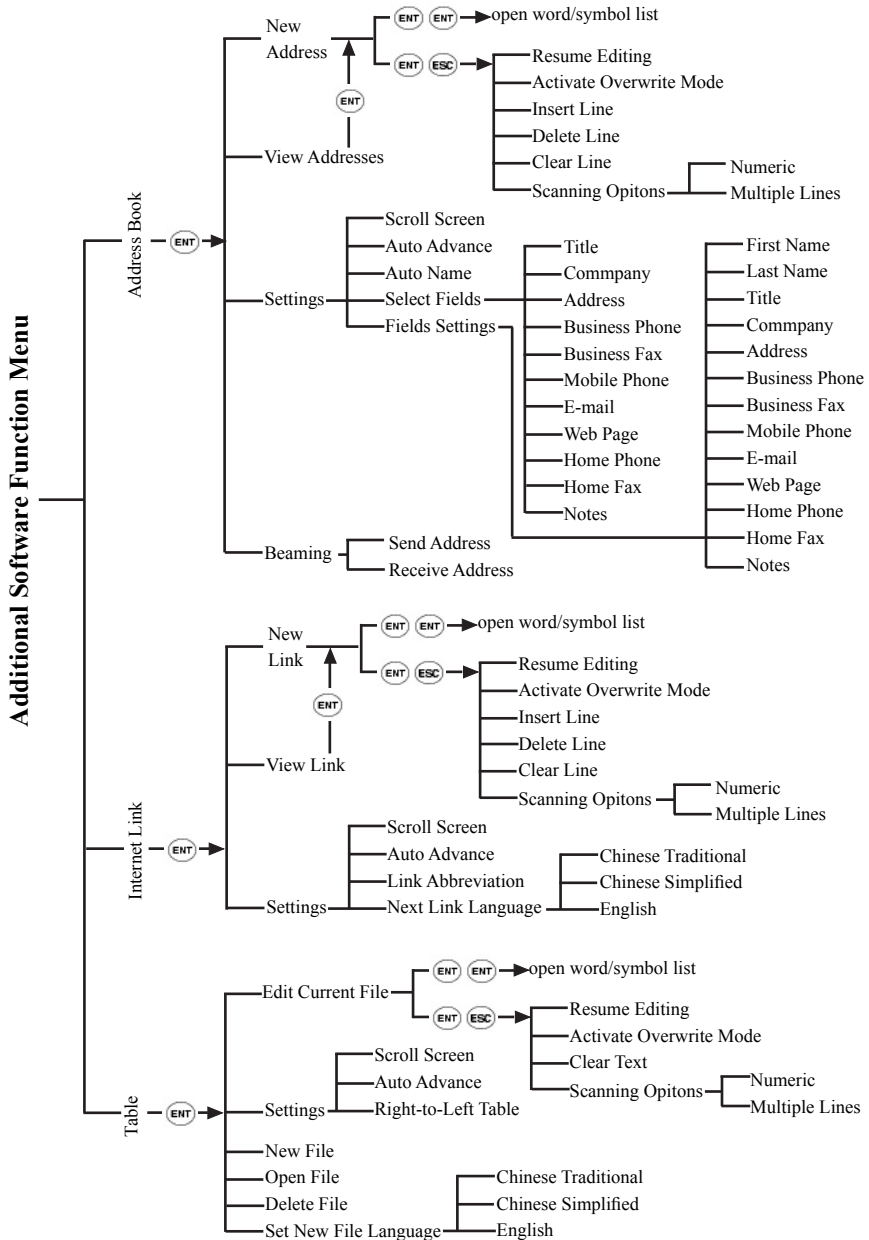 Additional Software Function Menu
Address Book
ENT
New
Address
ENT
View Addresses
ENT ENT
open word/symbol list
ENT ESC
Resume Editing
Activate Overwrite Mode
Insert Line
Delete Line
Clear Line
Scanning Opitons
Numeric
Multiple Lines
Settings
Scroll Screen
Auto Advance
Auto Name
Select Fields
Fields Settings
Title
Commpany
Address
Business Phone
Business Fax
Mobile Phone
E-mail
Web Page
Home Phone
Home Fax
Notes
First Name
Last Name
Title
Commpany
Address
Business Phone
Business Fax
Mobile Phone
E-mail
Web Page
Home Phone
Home Fax
Notes
Beaming
Send Address
Receive Address
Internet Link
ENT
New
Link
ENT
View Link
ENT ENT
open word/symbol list
ENT ESC
Resume Editing
Activate Overwrite Mode
Insert Line
Delete Line
Clear Line
Scanning Opitons
Numeric
Multiple Lines
Settings
Scroll Screen
Auto Advance
Link Abbreviation
Next Link Language
Chinese Traditional
Chinese Simplified
English
Table
ENT
Edit Current File
ENT ENT
open word/symbol list
ENT ESC
Resume Editing
Activate Overwrite Mode
Clear Text
Scanning Opitons
Numeric
Multiple Lines
Settings
Scroll Screen
Auto Advance
Right-to-Left Table
New File
Open File
Delete File
Set New File Language
Chinese Traditional
Chinese Simplified
English